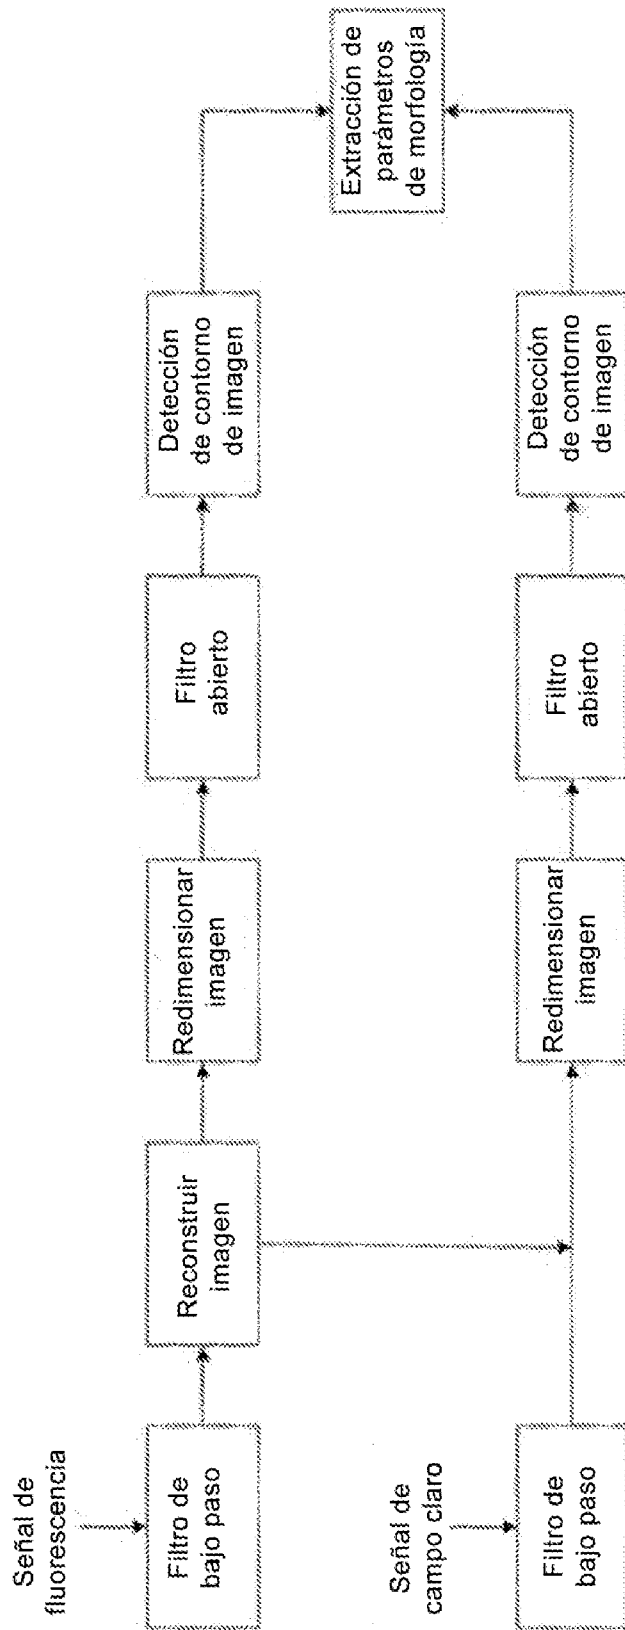 Señal de
fluorescencia
Filtro de
bajo paso
Reconstruir
imagen
Redimensionar
imagen
Filtro
abierto
Detección
de contorno
de imagen
Extracción de
parámetros
de morfología
Señal de
campo claro
Filtro de
bajo paso
Redimensionar
imagen
Filtro
abierto
Detección
de contorno
de imagen